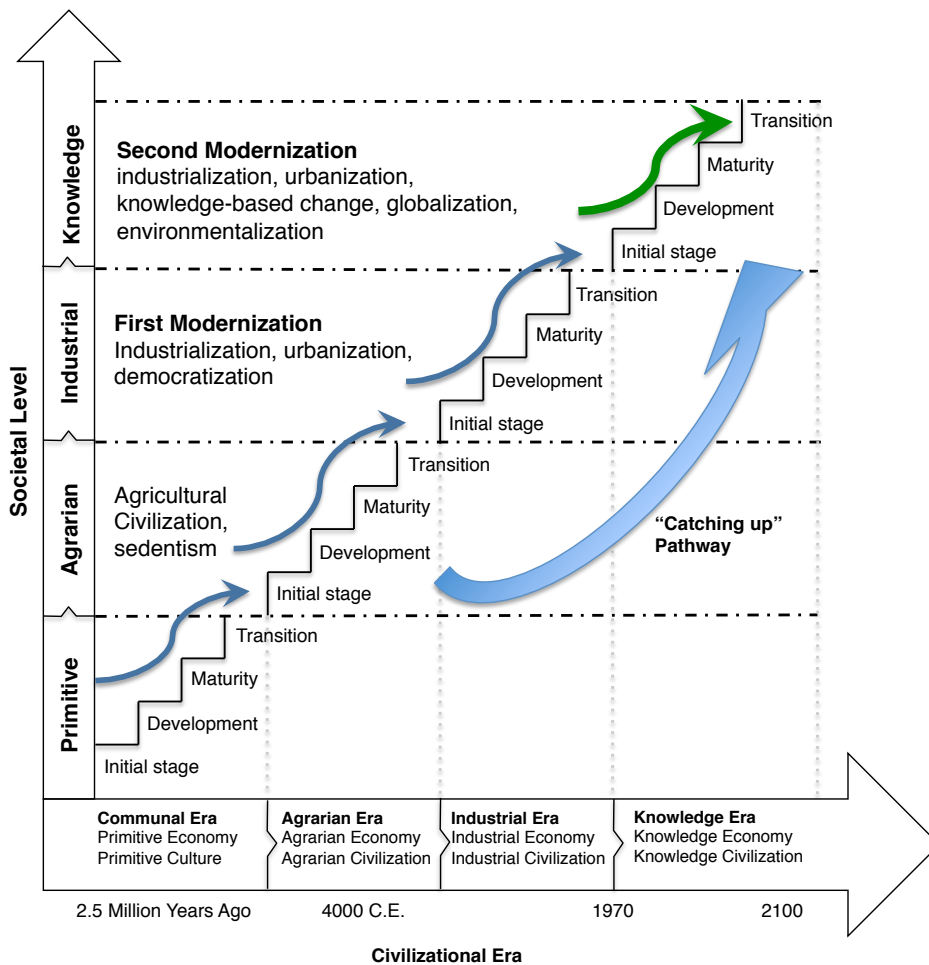 Second Modernization
industrialization, urbanization,
knowledge-based change, globalization,
environmentalization
Transition
Maturity
Development
Initial stage
First Modernization
Industrialization, urbanization,
democratization
Transition
Maturity
Development
Initial stage
Agricultural
Civilization,
sedentism
Transition
Maturity
Development
Initial stage
"Catching up"
Pathway
Transition
Maturity
Development
Initial stage
Societal Level
Knowledge
Industrial
Agrarian
Primitive
Communal Era
Primitive Economy
Primitive Culture
Agrarian Era
Agrarian Economy
Agrarian Civilization
Industrial Era
Industrial Economy
Industrial Civilization
Knowledge Era
Knowledge Economy
Knowledge Civilization
2.5 Million Years Ago
4000 C.E.
1970
2100
Civilizational Era